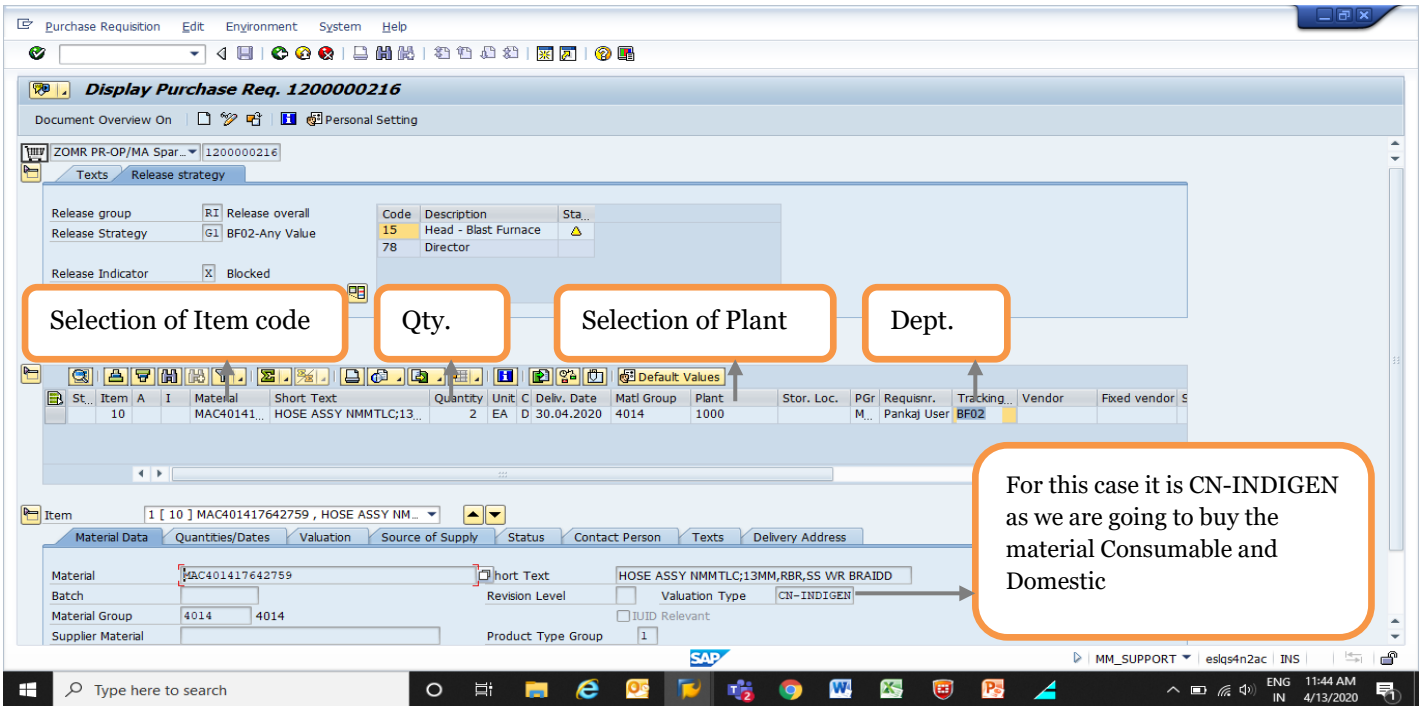 Purchase Requisition Edit Environment System Help
Display Purchase Req. 1200000216
Document Overview On Personal Setting
ZOMR PR-OP/MA Spar... 1200000216
Texts Release strategy
Release group RI Release overall
Code Description Sta...
Release Strategy G1 BF02-Any Value
15 Head - Blast Furnace
78 Director
Release Indicator X Blocked
Selection of Item code Qty. Selection of Plant Dept.
Default Values
St... Item A I Material Short Text Quantity Unit C Deliv. Date Matl Group Plant Stor. Loc. PGr Requisnr. Tracking... Vendor Fixed vendor S
10 MAC40141... HOSE ASSY NMMTLC;13... 2 EA D 30.04.2020 4014 1000 M... Pankaj User BF02
For this case it is CN-INDIGEN
as we are going to buy the
material Consumable and
Domestic
Item 1 [ 10 ] MAC401417642759 , HOSE ASSY NM...
Material Data Quantities/Dates Valuation Source of Supply Status Contact Person Texts Delivery Address
Material MAC401417642759 Short Text HOSE ASSY NMMTLC;13MM,RBR,SS WR BRAIDD
Batch Revision Level Valuation Type CN-INDIGEN
Material Group 4014 4014 IUID Relevant
Supplier Material Product Type Group 1
SAP MM_SUPPORT eslqs4n2ac INS
Type here to search
ENG 11:44 AM
IN 4/13/2020